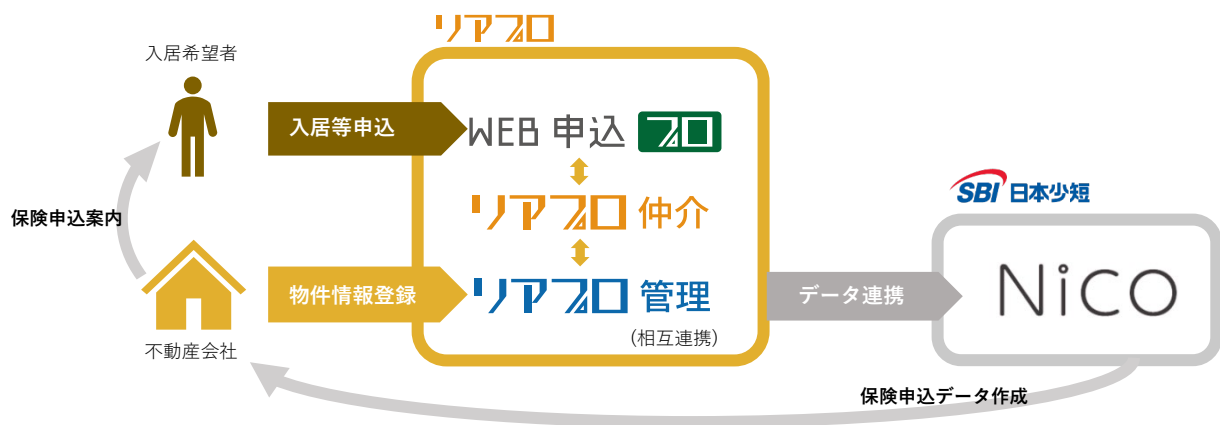 リアプロ
入居希望者
入居等申込
WEB 申込 プロ
保険申込案内
リアプロ 仲介
SBI 日本少短
物件情報登録
リアプロ 管理
データ連携
NiCO
(相互連携)
不動産会社
保険申込データ作成